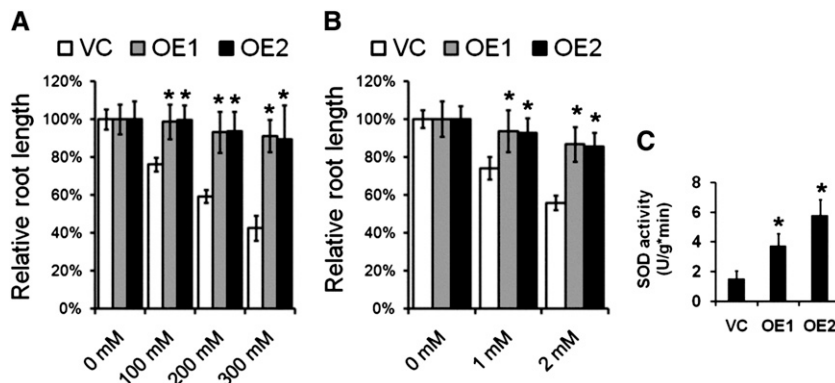 A
VC OE1 OE2
Relative root length
120%
100%
80%
60%
40%
20%
0%
* * * * * *
0 mM 100 mM 200 mM 300 mM
B
VC OE1 OE2
Relative root length
120%
100%
80%
60%
40%
20%
0%
* * * *
0 mM 1 mM 2 mM
C
SOD activity
(U/g*min)
8
6
4
2
0
* *
VC OE1 OE2